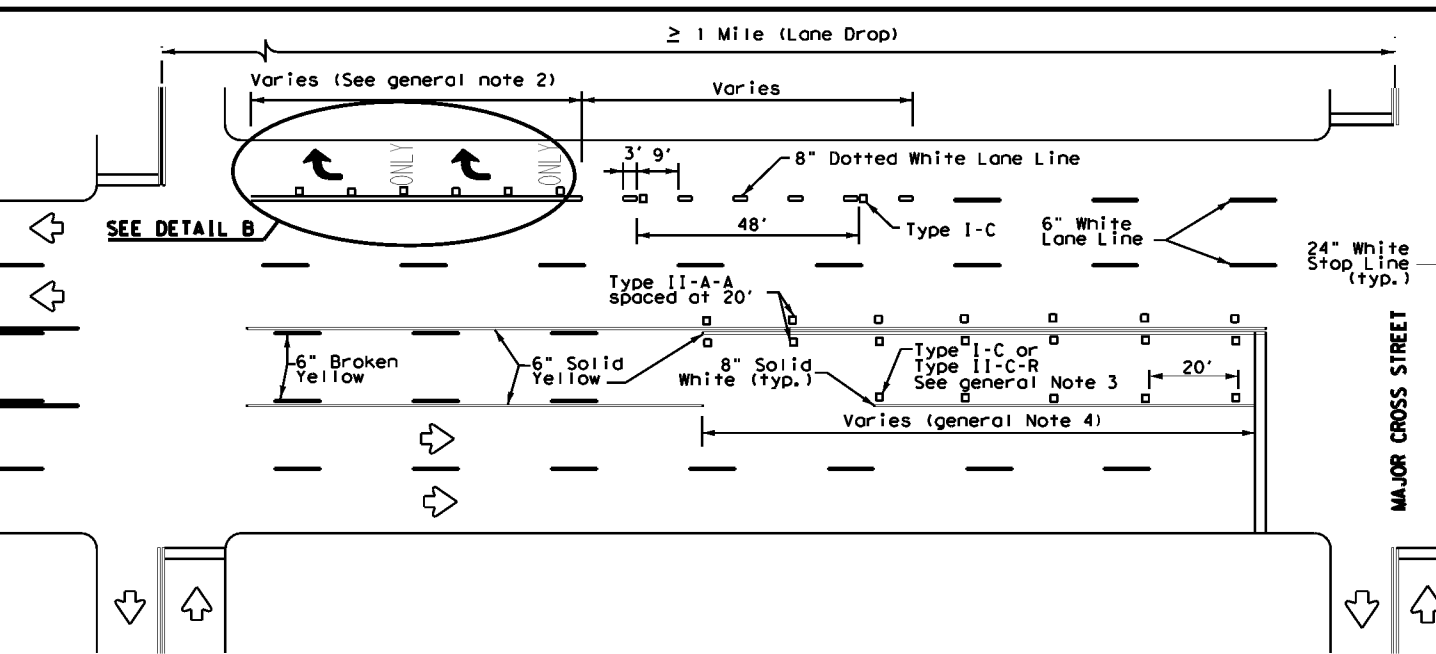 ≥ 1 Mile (Lane Drop)
Varies (See general note 2)
Varies
ONLY
ONLY
3' 9'
8" Dotted White Lane Line
SEE DETAIL B
48'
Type I-C
6" White
Lane Line
24" White
Stop Line
(typ.)
Type II-A-A
spaced at 20'
6" Broken
Yellow
6" Solid
Yellow
8" Solid
White (typ.)
Type I-C or
Type II-C-R
See general Note 3
20'
Varies (general Note 4)
MAJOR CROSS STREET